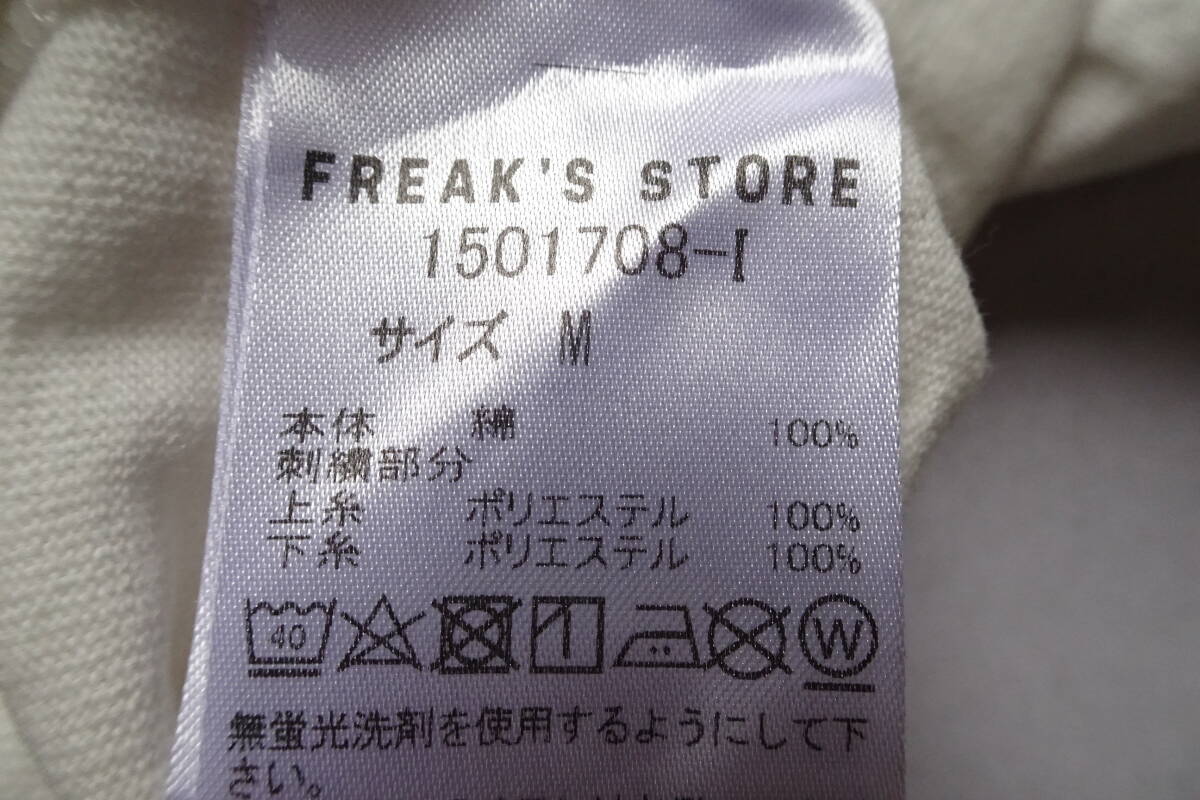 FREAK'S STORE
1501708-I
サイズ M
本体 綿 100%
刺繍部分
上糸 ポリエステル 100%
下糸 ポリエステル 100%
40 W
無蛍光洗剤を使用するようにして下
さい。